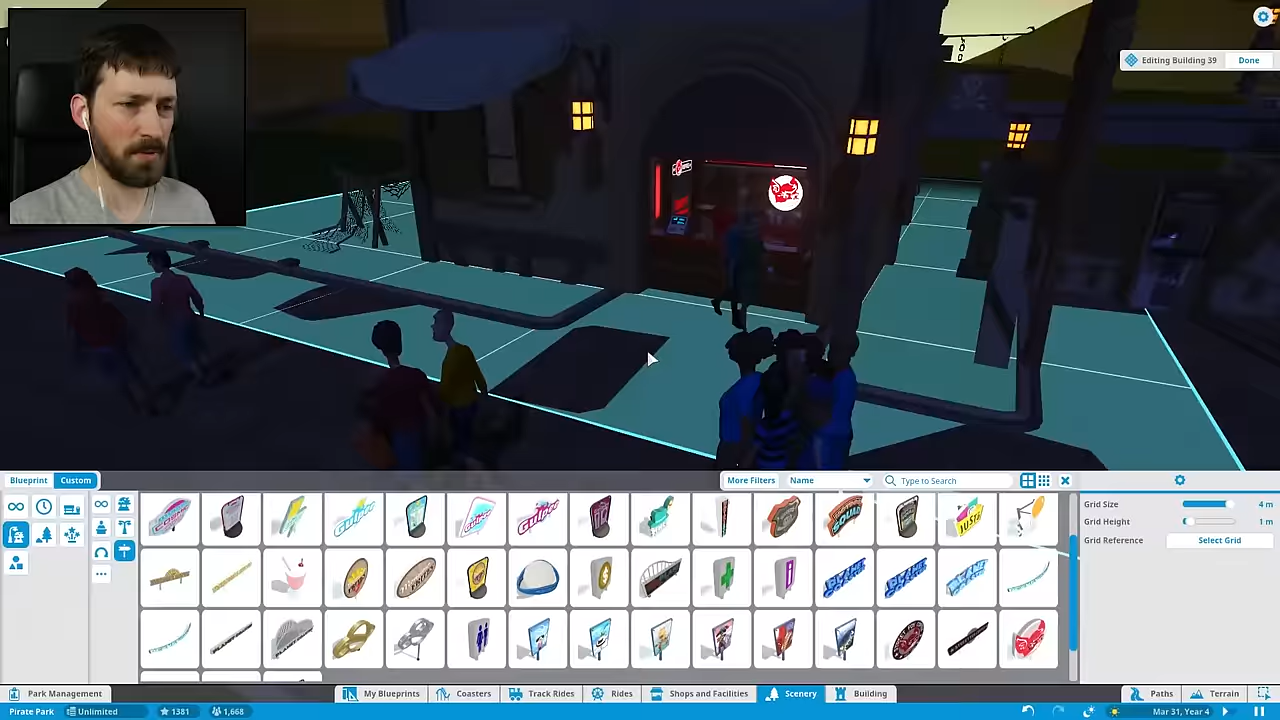 Editing Building 39 Done
Blueprint Custom
More Filters Name Type to Search
Grid Size 4 m
Grid Height 1 m
Grid Reference Select Grid
Park Management My Blueprints Coasters Track Rides Rides Shops and Facilities Scenery Building Paths Terrain
Pirate Park Unlimited 1381 1,668 Mar 31, Year 4